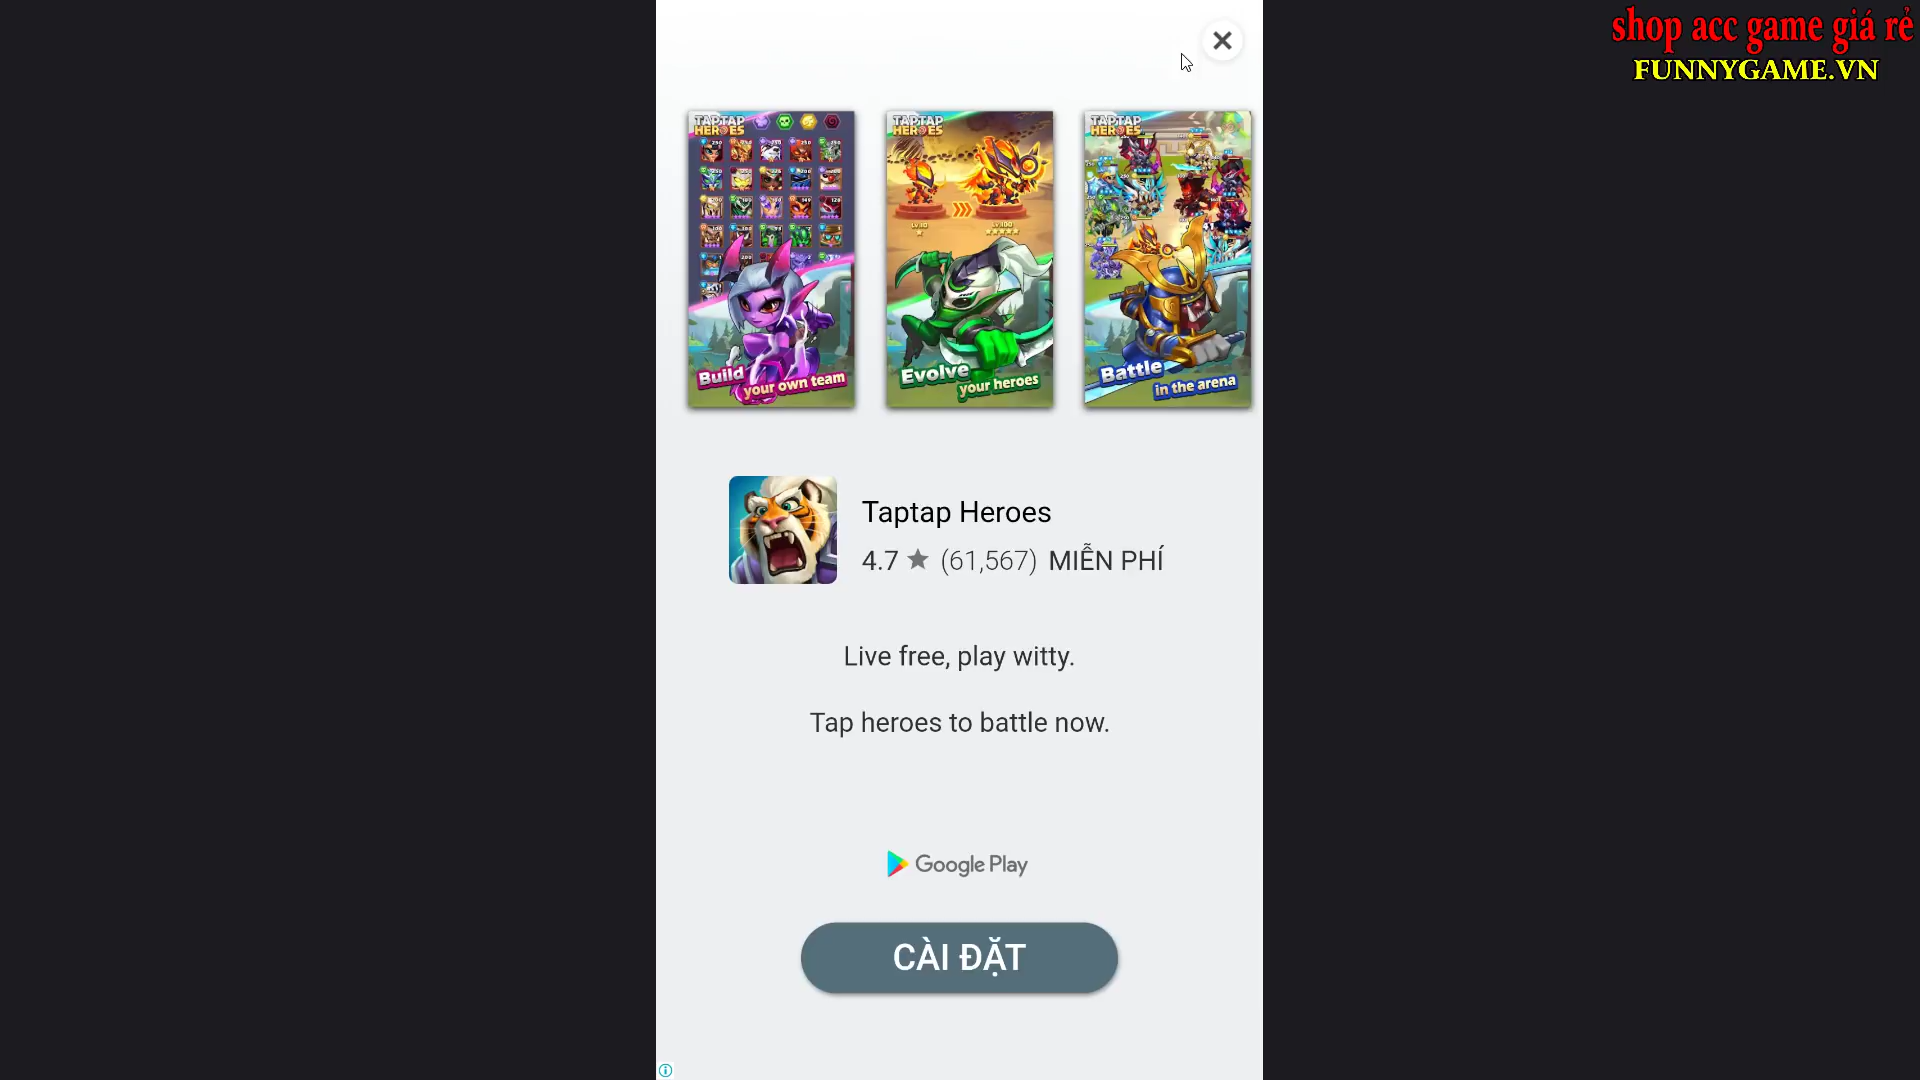 shop acc game giá rẻ
FUNNYGAME.VN
TAPTAP
HEROES
Build
your own team
TAPTAP
HEROES
Evolve
your heroes
TAPTAP
HEROES
Battle
in the arena
Taptap Heroes
4.7 ★ (61,567) MIỄN PHÍ
Live free, play witty.
Tap heroes to battle now.
Google Play
CÀI ĐẶT